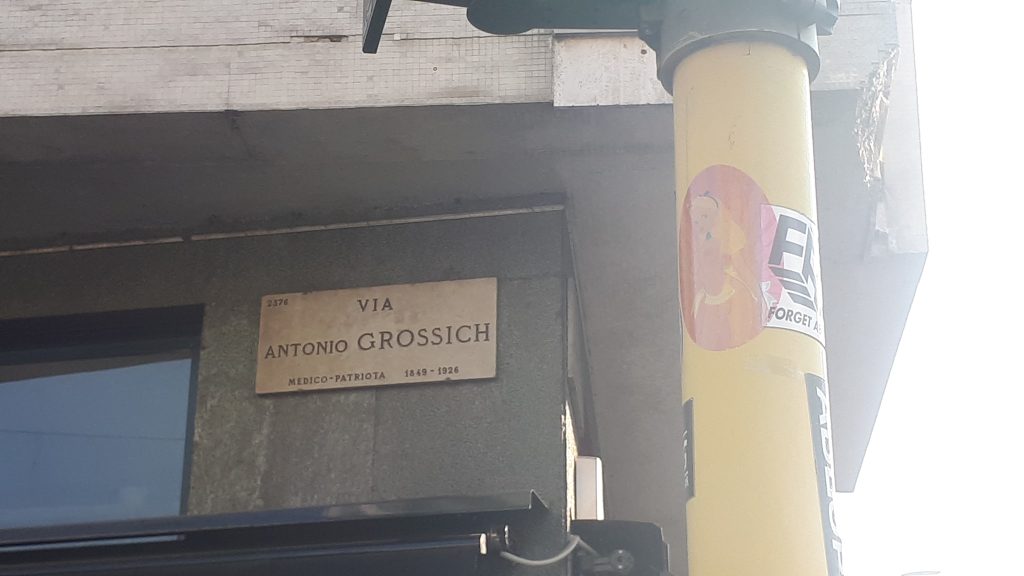 2376
VIA
ANTONIO GROSSICH
MEDICO-PATRIOTA 1849-1926
FORGET